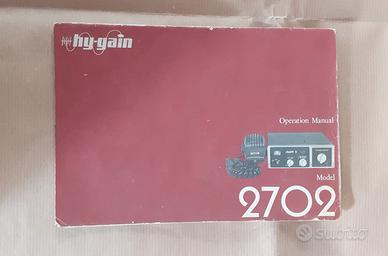 hy-gain
Operation Manual
Model
2702
subito